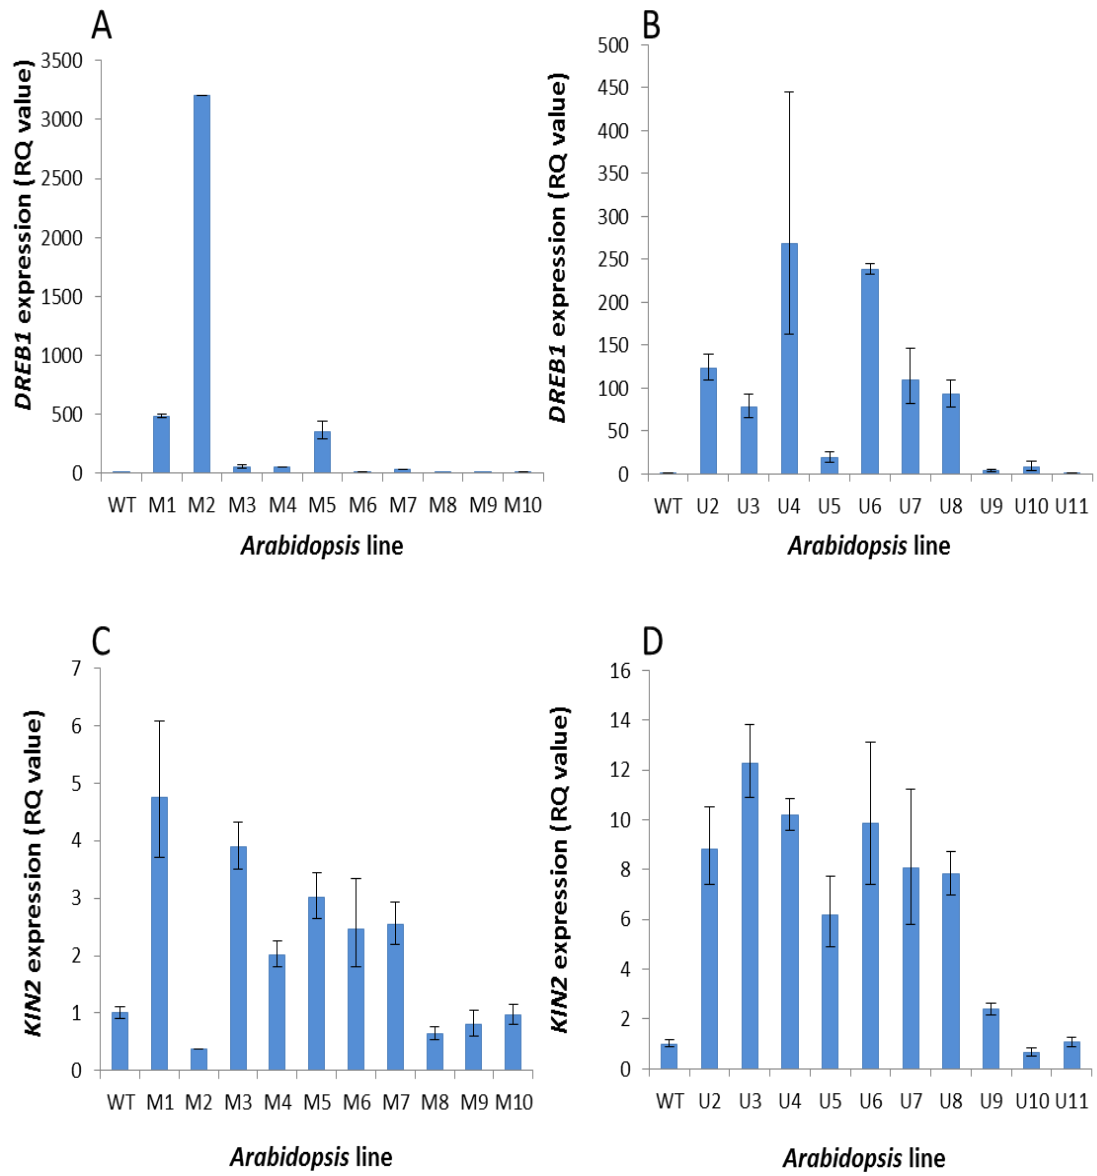 A
DREB1 expression (RQ value)
3500
3000
2500
2000
1500
1000
500
0
WT M1 M2 M3 M4 M5 M6 M7 M8 M9 M10
Arabidopsis line
B
DREB1 expression (RQ value)
500
450
400
350
300
250
200
150
100
50
0
WT U2 U3 U4 U5 U6 U7 U8 U9 U10 U11
Arabidopsis line
C
KIN2 expression (RQ value)
7
6
5
4
3
2
1
0
WT M1 M2 M3 M4 M5 M6 M7 M8 M9 M10
Arabidopsis line
D
KIN2 expression (RQ value)
16
14
12
10
8
6
4
2
0
WT U2 U3 U4 U5 U6 U7 U8 U9 U10 U11
Arabidopsis line